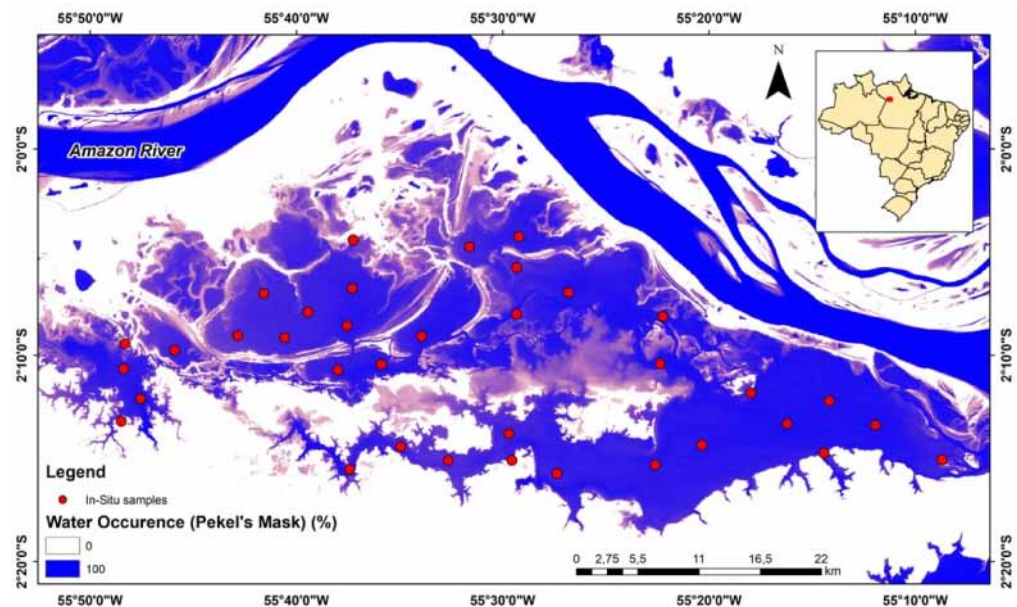 55°50'0"W 55°40'0"W 55°30'0"W 55°20'0"W 55°10'0"W
N
2°0'0"S 2°0'0"S
Amazon River
2°10'0"S 2°10'0"S
Legend
In-Situ samples
Water Occurence (Pekel's Mask) (%)
0
100
0 2,75 5,5 11 16,5 22
km
2°20'0"S 2°20'0"S
55°50'0"W 55°40'0"W 55°30'0"W 55°20'0"W 55°10'0"W